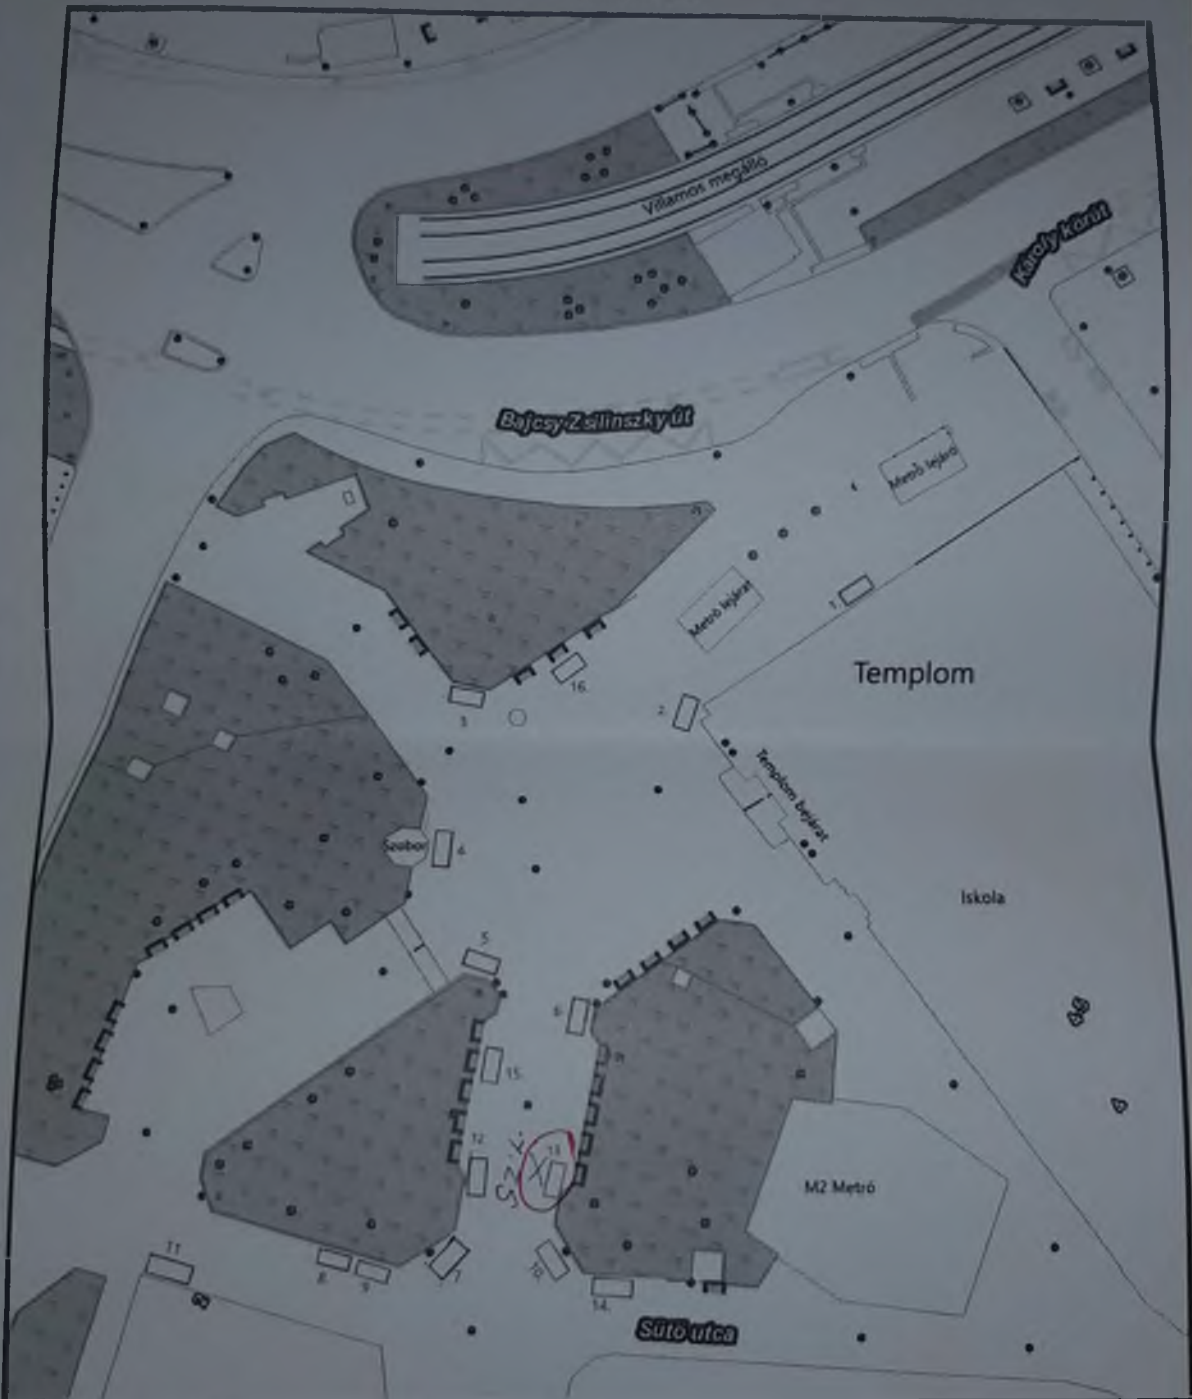 Villamos megálló
Károly körút
Bajcsy-Zsilinszky út
Metró lejáró
1.
Metró lejárat
16.
Templom
3
2.
Templom bejárat
Szobor
4.
Iskola
5
6.
15.
12
13
SZ.K.
M2 Metró
11
8
9
7
10.
14.
Sütő utca